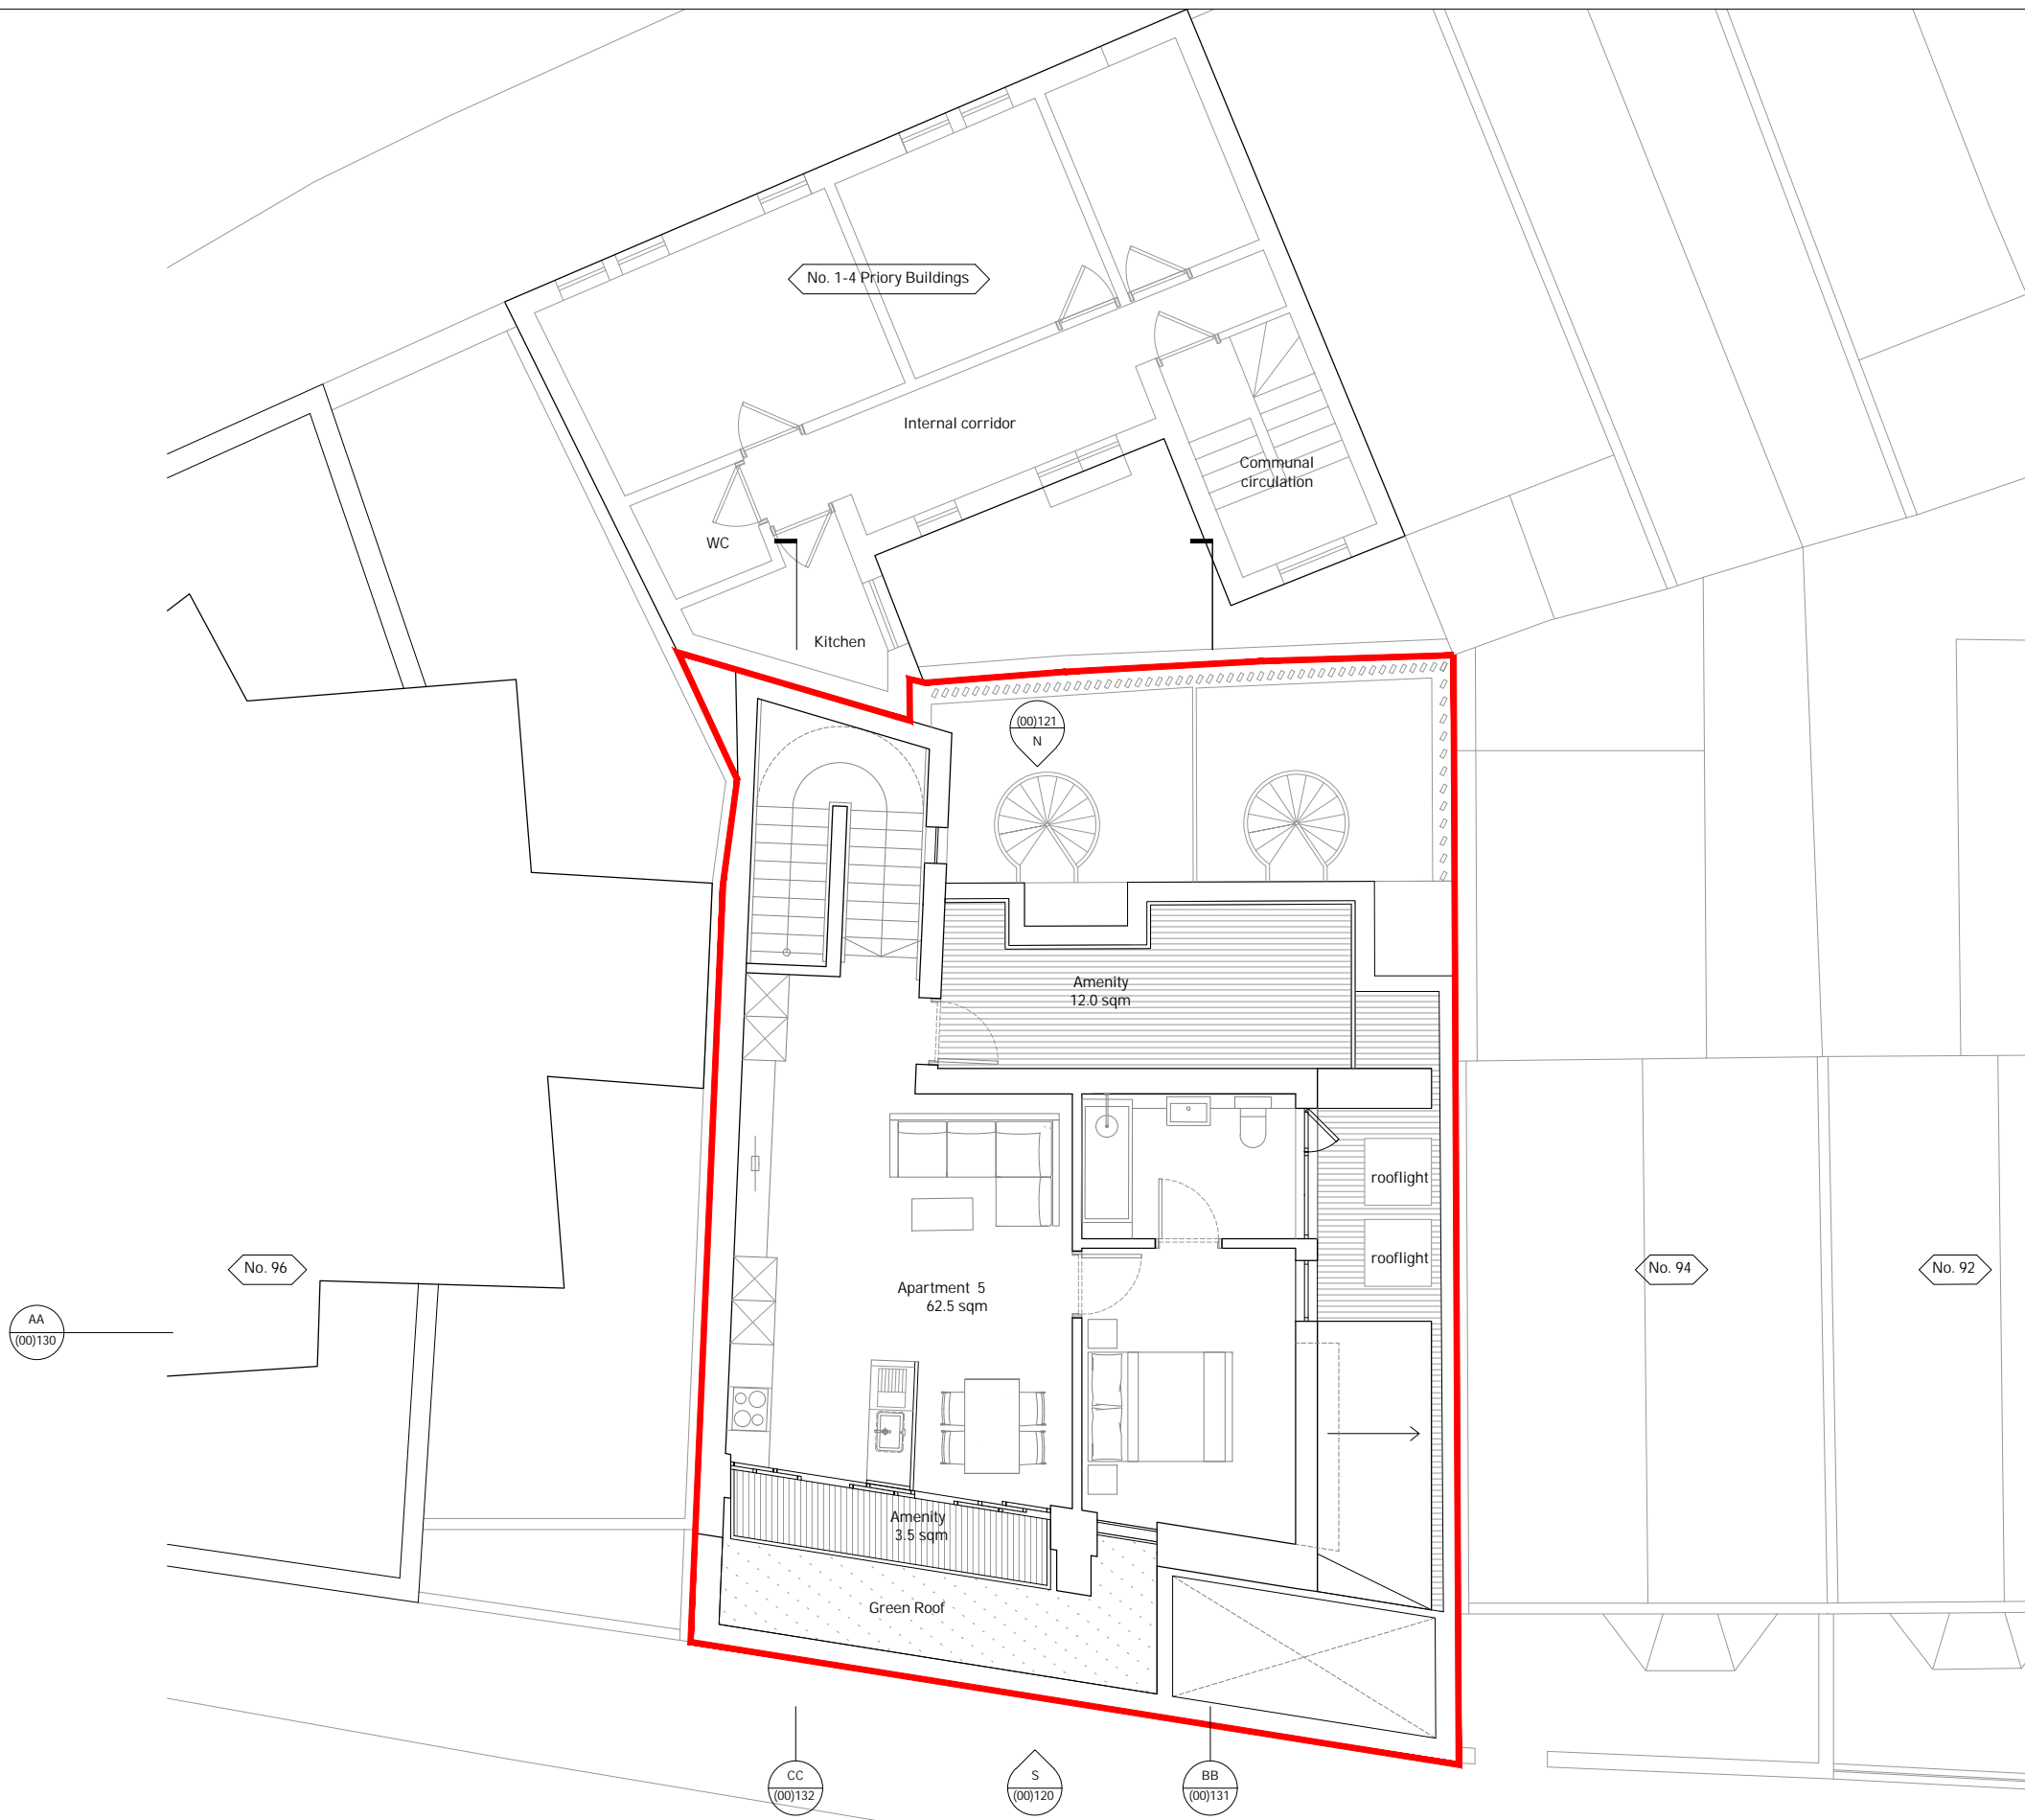 No. 1-4 Priory Buildings
Internal corridor
Communal
circulation
WC
Kitchen
(00)121
N
Amenity
12.0 sqm
rooflight
rooflight
No. 96
No. 94
No. 92
Apartment 5
62.5 sqm
AA
(00)130
Amenity
3.5 sqm
Green Roof
CC
(00)132
S
(00)120
BB
(00)131